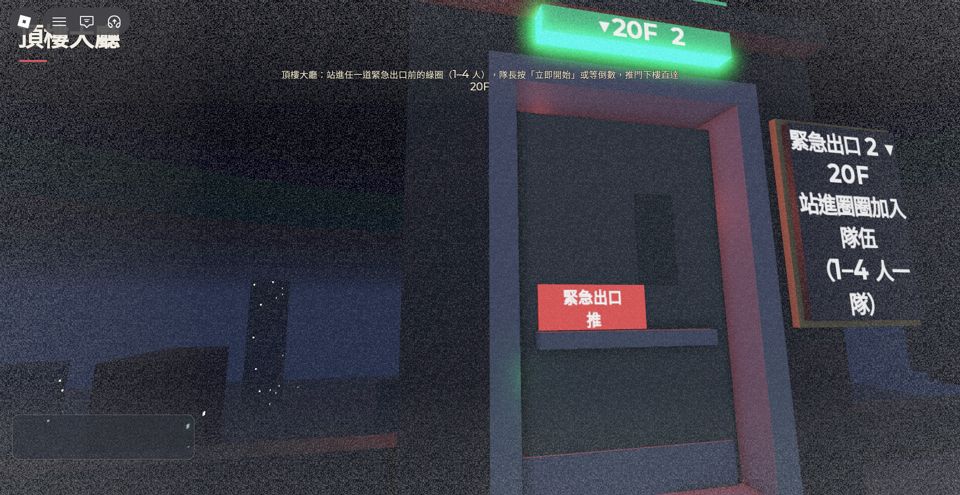 頂樓大廳
頂樓大廳：站進任一道緊急出口前的綠圈（1–4 人），隊長按「立即開始」或等倒數，推門下樓直達
20F
▼20F 2
緊急出口
推
緊急出口 2 ▼
20F
站進圈圈加入
隊伍
（1–4 人一
隊）